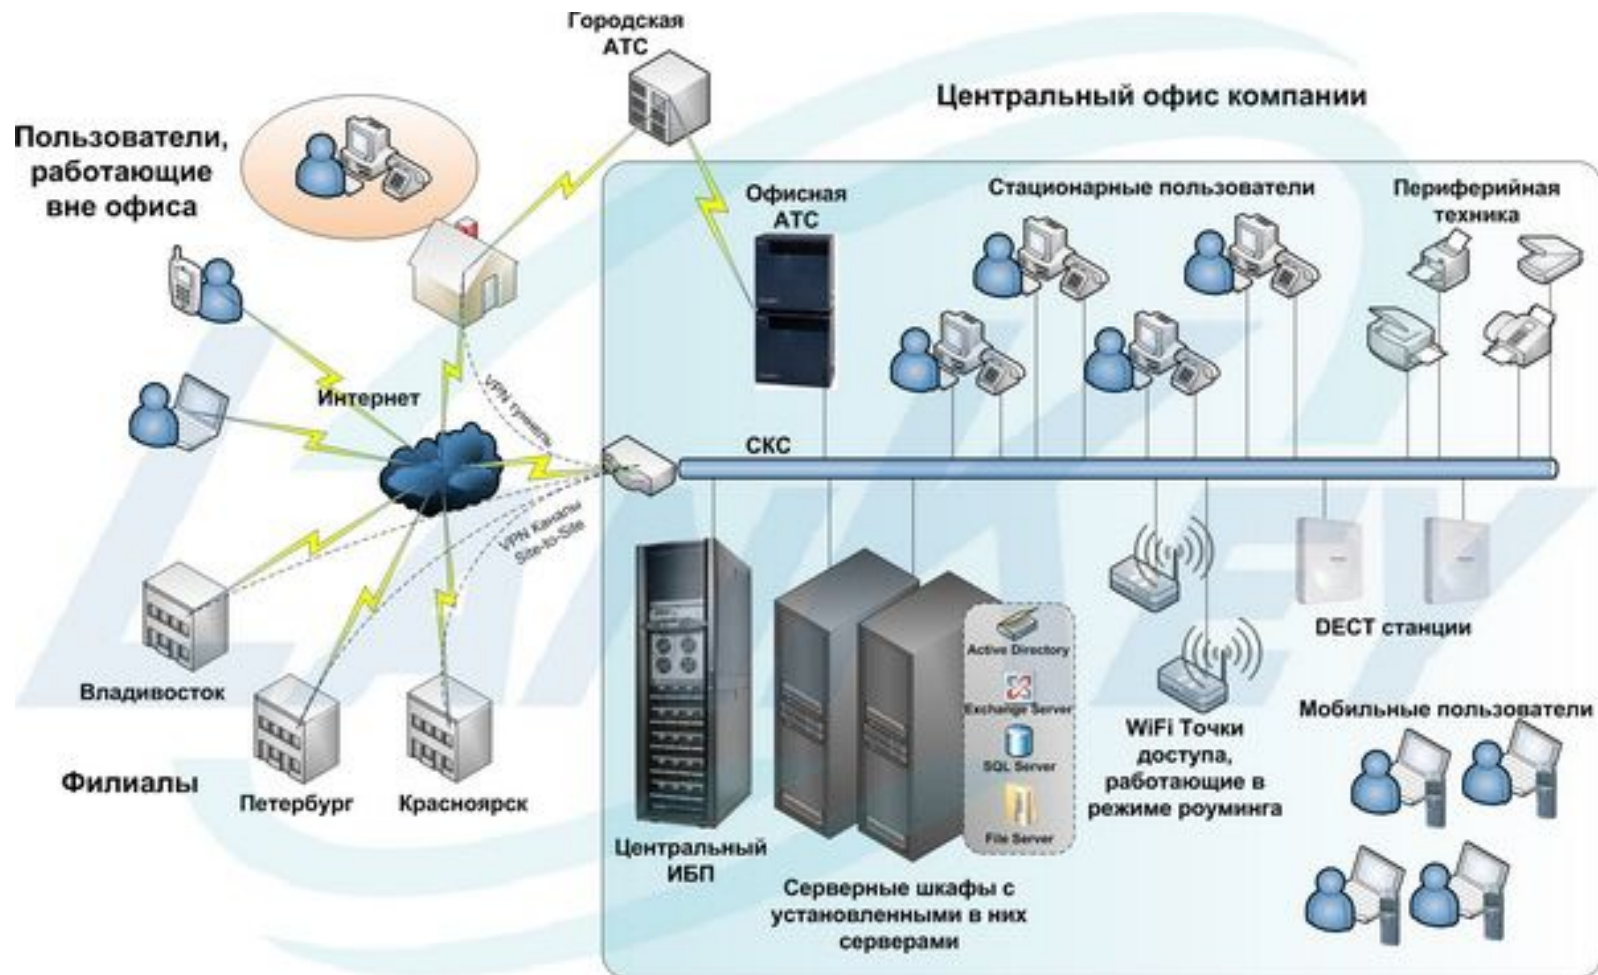 Городская
АТС
Центральный офис компании
Пользователи,
работающие
вне офиса
Офисная
АТС
Стационарные пользователи
Периферийная
техника
Интернет
VPN туннель
СКС
VPN Каналы
Site-to-Site
Владивосток
Филиалы
Петербург
Красноярск
Центральный
ИБП
Серверные шкафы с
установленными в них
серверами
Active Directory
Exchange Server
SQL Server
File Server
WiFi Точки
доступа,
работающие в
режиме роуминга
DECT станции
Мобильные пользователи
LANKEY